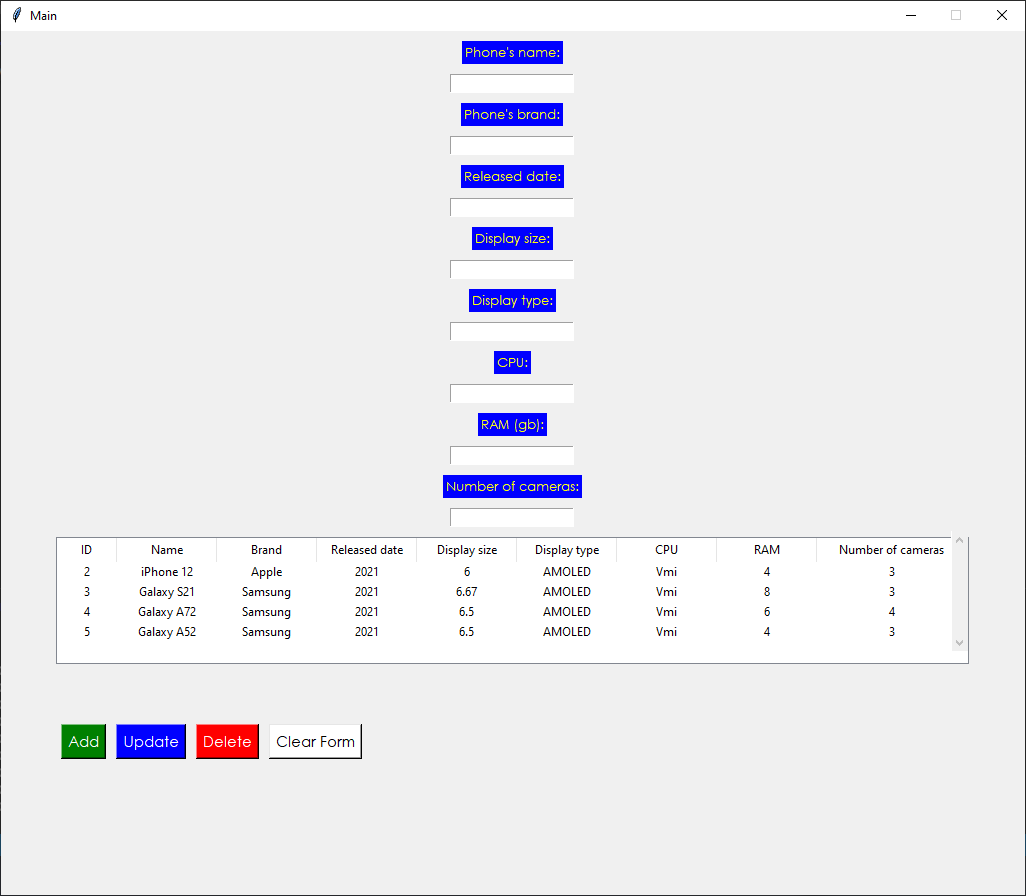 Main
Phone's name:
Phone's brand:
Released date:
Display size:
Display type:
CPU:
RAM (gb):
Number of cameras:
ID Name Brand Released date Display size Display type CPU RAM Number of cameras
2 iPhone 12 Apple 2021 6 AMOLED Vmi 4 3
3 Galaxy S21 Samsung 2021 6.67 AMOLED Vmi 8 3
4 Galaxy A72 Samsung 2021 6.5 AMOLED Vmi 6 4
5 Galaxy A52 Samsung 2021 6.5 AMOLED Vmi 4 3
Add Update Delete Clear Form